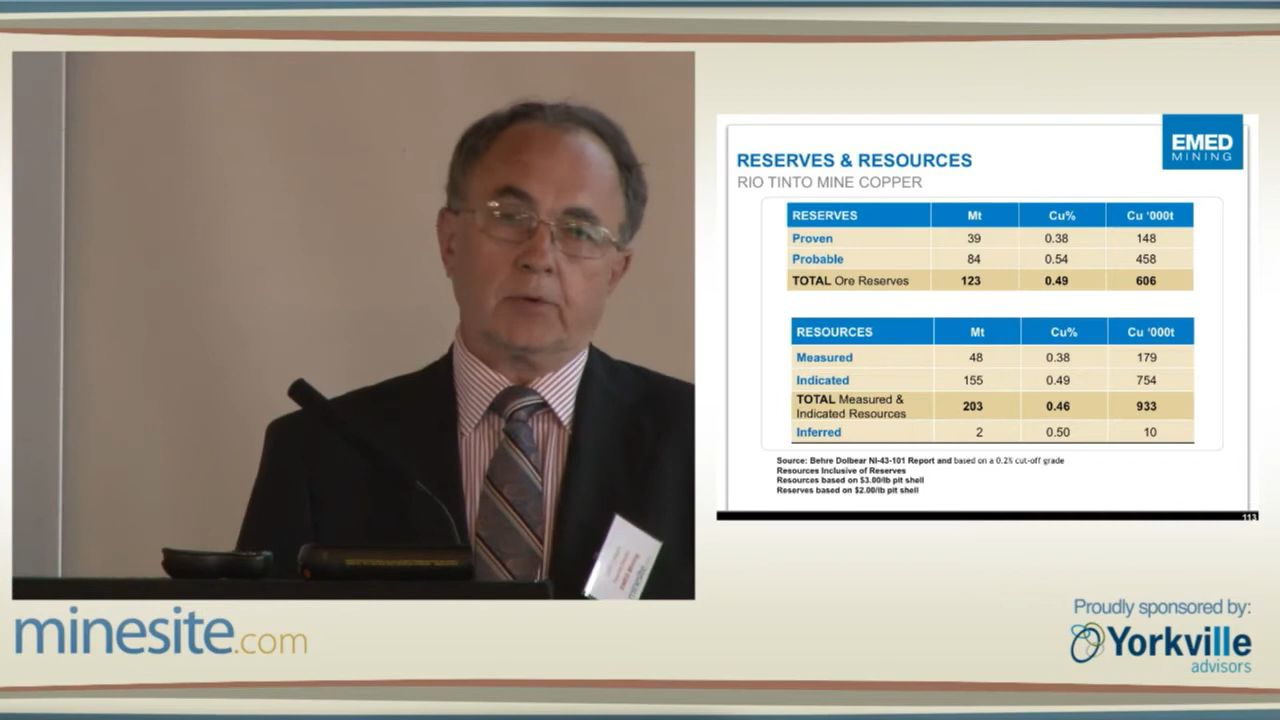 EMED
MINING
RESERVES & RESOURCES
RIO TINTO MINE COPPER
RESERVES Mt Cu% Cu ‘000t
Proven 39 0.38 148
Probable 84 0.54 458
TOTAL Ore Reserves 123 0.49 606
RESOURCES Mt Cu% Cu ‘000t
Measured 48 0.38 179
Indicated 155 0.49 754
TOTAL Measured &
Indicated Resources 203 0.46 933
Inferred 2 0.50 10
Source: Behre Dolbear NI-43-101 Report and based on a 0.2% cut-off grade
Resources Inclusive of Reserves
Resources based on $3.00/lb pit shell
Reserves based on $2.00/lb pit shell
113
minesite.com
Proudly sponsored by:
Yorkville
advisors